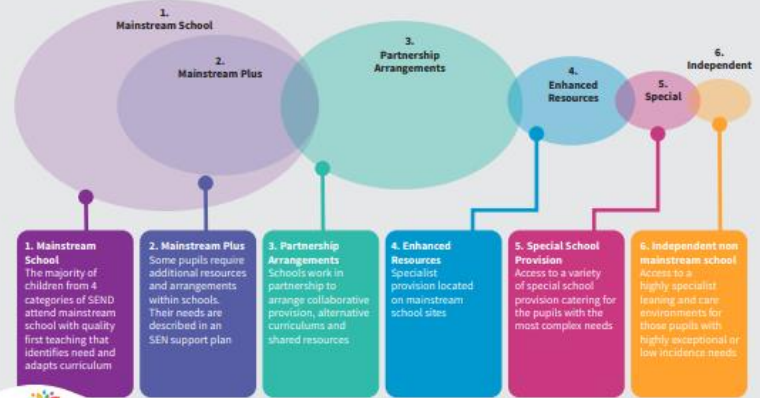 1.
Mainstream School
2.
Mainstream Plus
3.
Partnership
Arrangements
4.
Enhanced
Resources
5.
Special
6.
Independent
1. Mainstream
School
The majority of
children from 4
categories of SEND
attend mainstream
school with quality
first teaching that
identifies need and
adapts curriculum
2. Mainstream Plus
Some pupils require
additional resources
and arrangements
within schools.
Their needs are
described in an
SEN support plan
3. Partnership
Arrangements
Schools work in
partnership to
arrange collaborative
provision, alternative
curriculums and
shared resources
4. Enhanced
Resources
Specialist
provision located
on mainstream
school sites
5. Special School
Provision
Access to a variety
of special school
provision catering for
the pupils with the
most complex needs
6. Independent non
mainstream school
Access to a
highly specialist
leaning and care
environments for
those pupils with
highly exceptional or
low incidence needs